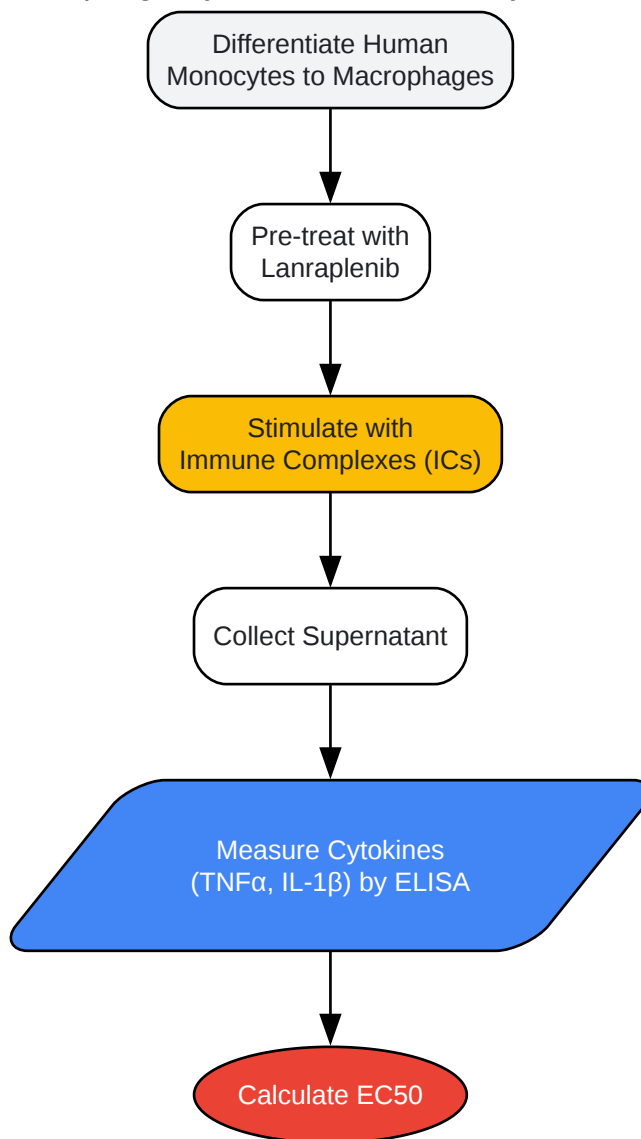 Differentiate Human
Monocytes to Macrophages
Pre-treat with
Lanraplenib
Stimulate with
Immune Complexes (ICs)
Collect Supernatant
Measure Cytokines
(TNFα, IL-1β) by ELISA
Calculate EC50